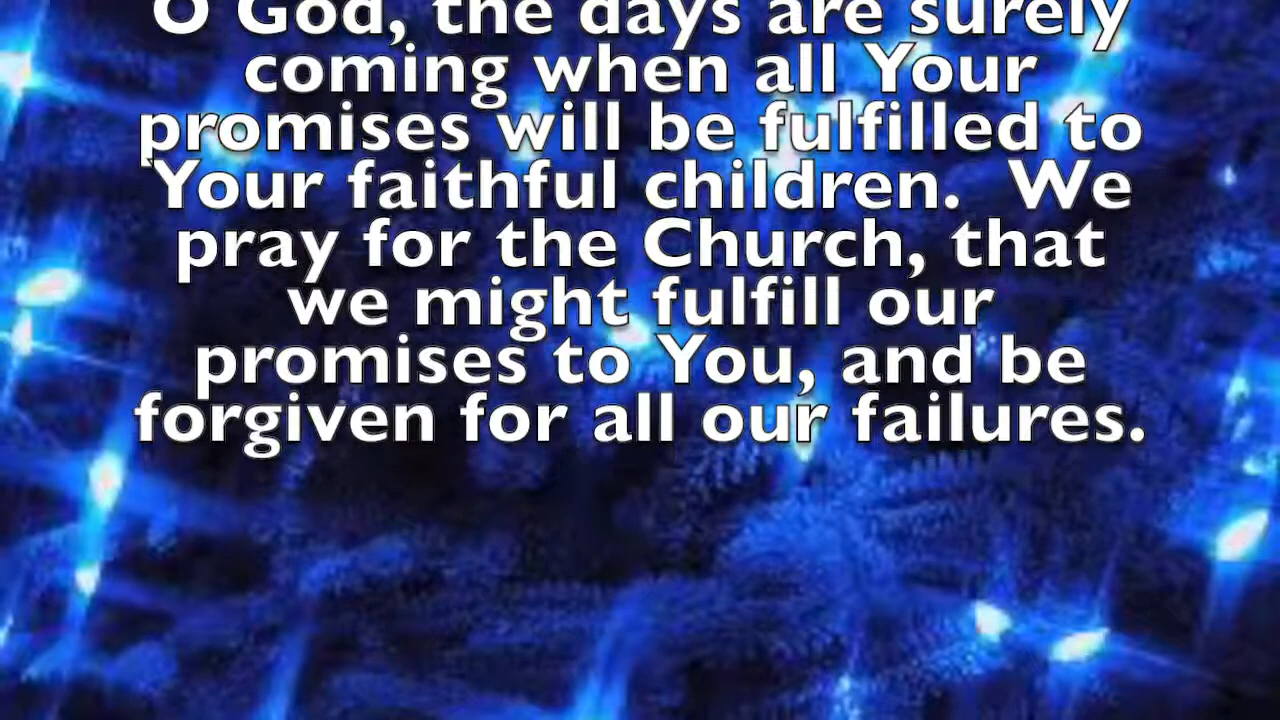 O God, the days are surely
coming when all Your
promises will be fulfilled to
Your faithful children.  We
pray for the Church, that
we might fulfill our
promises to You, and be
forgiven for all our failures.